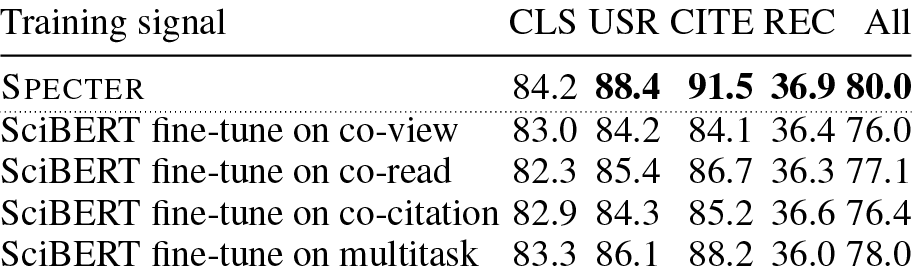 Training signal CLS USR CITE REC All
SPECTER 84.2 88.4 91.5 36.9 80.0
SciBERT fine-tune on co-view 83.0 84.2 84.1 36.4 76.0
SciBERT fine-tune on co-read 82.3 85.4 86.7 36.3 77.1
SciBERT fine-tune on co-citation 82.9 84.3 85.2 36.6 76.4
SciBERT fine-tune on multitask 83.3 86.1 88.2 36.0 78.0